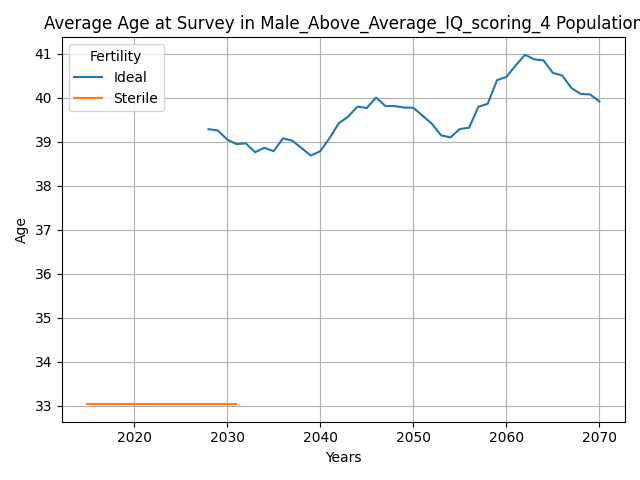 Average Age at Survey in Male_Above_Average_IQ_scoring_4 Population
Fertility
Ideal
Sterile
Age
41
40
39
38
37
36
35
34
33
2020
2030
2040
2050
2060
2070
Years